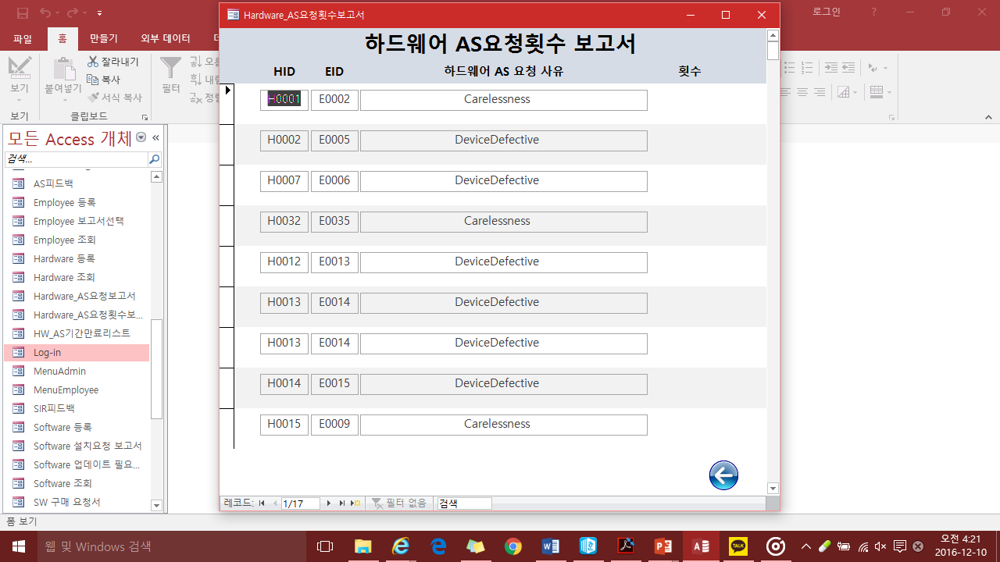 Hardware_AS요청횟수보고서
로그인
파일 홈 만들기 외부 데이터
보기
붙여넣기
잘라내기
복사
서식 복사
필터
보기 클립보드
모든 Access 개체
검색...
AS피드백
Employee 등록
Employee 보고서선택
Employee 조회
Hardware 등록
Hardware 조회
Hardware_AS요청보고서
Hardware_AS요청횟수보...
HW_AS기간만료리스트
Log-in
MenuAdmin
MenuEmployee
SIR피드백
Software 등록
Software 설치요청 보고서
Software 업데이트 필요...
Software 조회
SW 구매 요청서
하드웨어 AS요청횟수 보고서
HID EID 하드웨어 AS 요청 사유 횟수
H0001 E0002 Carelessness
H0002 E0005 DeviceDefective
H0007 E0006 DeviceDefective
H0032 E0035 Carelessness
H0012 E0013 DeviceDefective
H0013 E0014 DeviceDefective
H0013 E0014 DeviceDefective
H0014 E0015 DeviceDefective
H0015 E0009 Carelessness
레코드: 1/17 필터 없음 검색
폼 보기
웹 및 Windows 검색
오전 4:21
2016-12-10